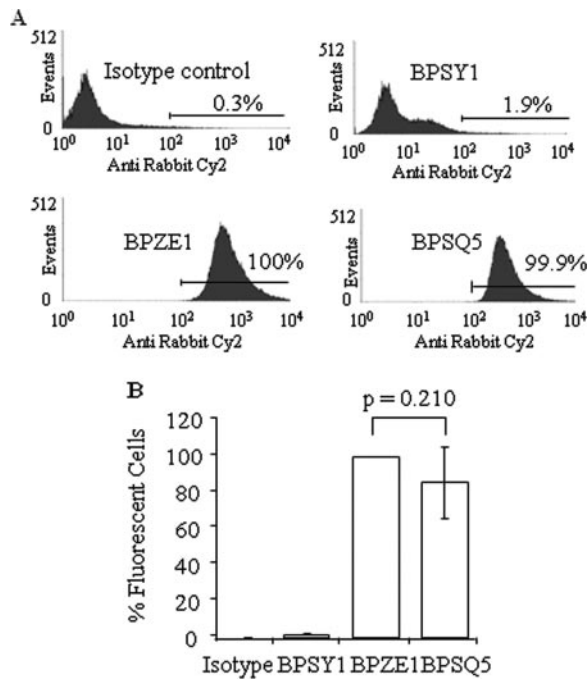 A
512
Events
0
Isotype control
0.3%
10^0 10^1 10^2 10^3 10^4
Anti Rabbit Cy2
512
Events
0
BPSY1
1.9%
10^0 10^1 10^2 10^3 10^4
Anti Rabbit Cy2
512
Events
0
BPZE1
100%
10^0 10^1 10^2 10^3 10^4
Anti Rabbit Cy2
512
Events
0
BPSQ5
99.9%
10^0 10^1 10^2 10^3 10^4
Anti Rabbit Cy2
B
% Fluorescent Cells
120
100
80
60
40
20
0
p = 0.210
Isotype BPSY1 BPZE1 BPSQ5